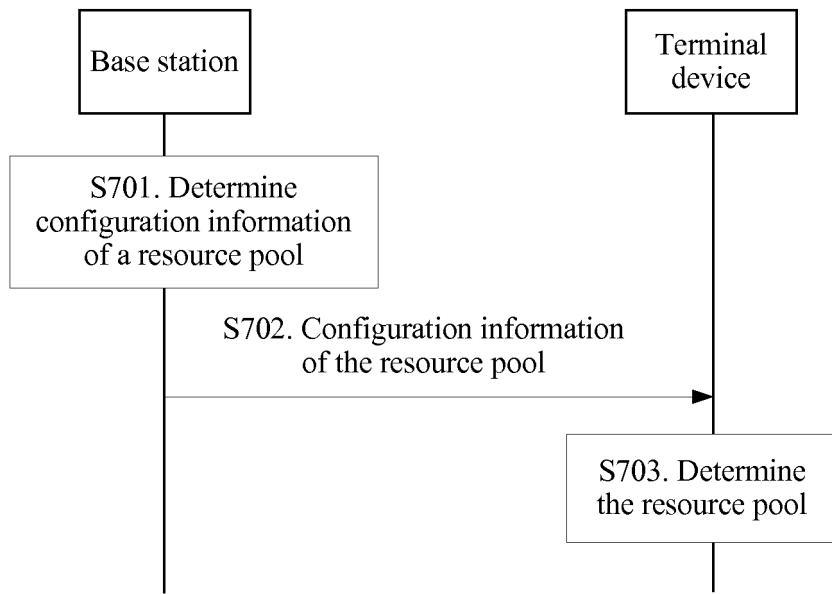 Base station
Terminal
device
S701. Determine
configuration information
of a resource pool
S702. Configuration information
of the resource pool
S703. Determine
the resource pool